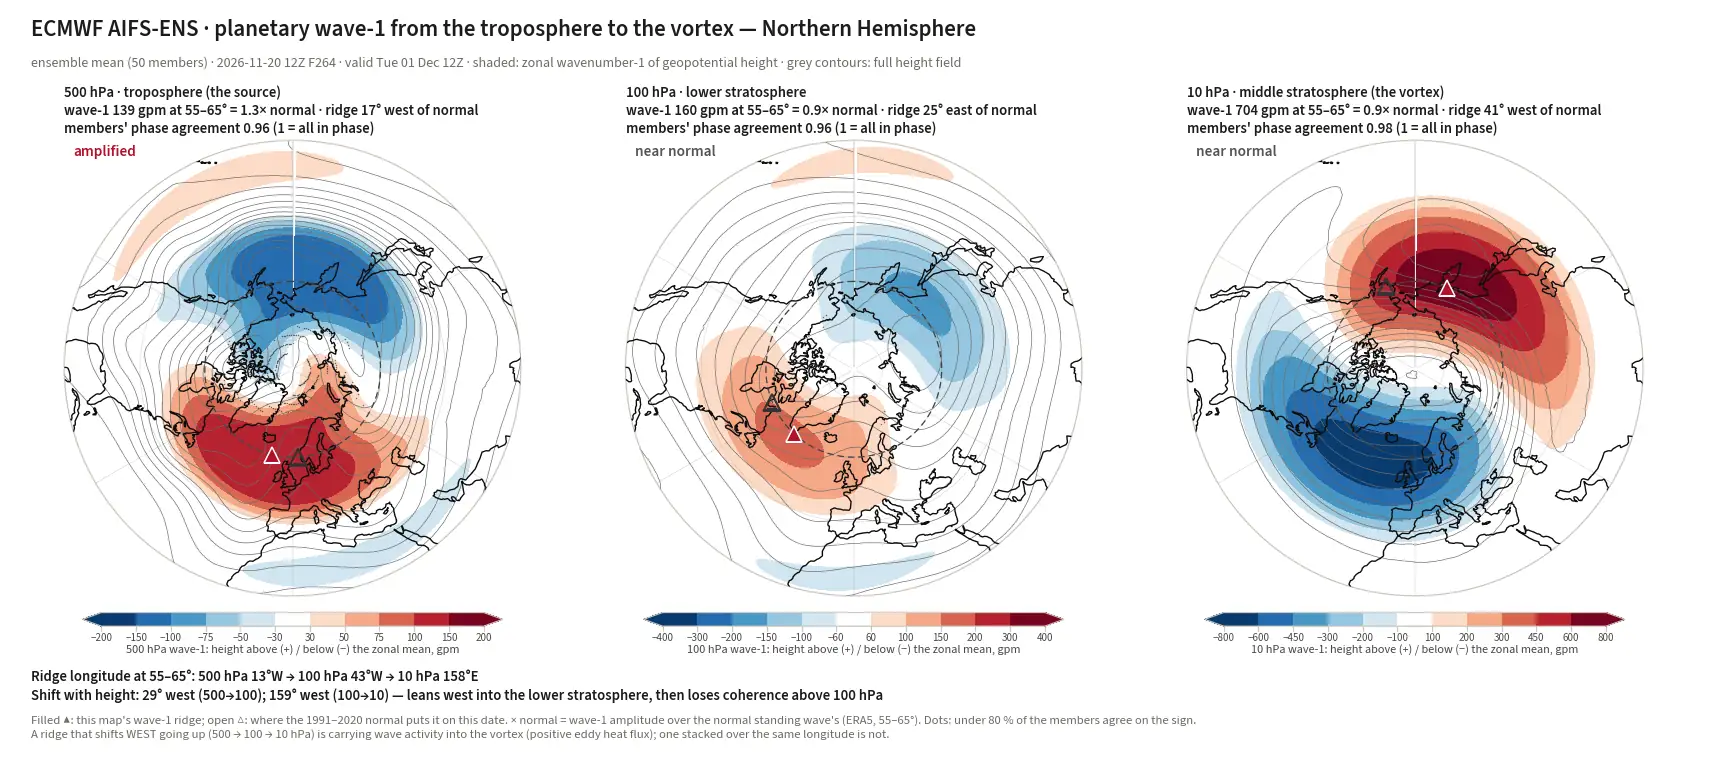 ECMWF AIFS-ENS · planetary wave-1 from the troposphere to the vortex — Northern Hemisphere
ensemble mean (50 members) · 2026-11-20 12Z F264 · valid Tue 01 Dec 12Z · shaded: zonal wavenumber-1 of geopotential height · grey contours: full height field
500 hPa · troposphere (the source)
wave-1 139 gpm at 55–65° = 1.3× normal · ridge 17° west of normal
members' phase agreement 0.96 (1 = all in phase)
amplified
100 hPa · lower stratosphere
wave-1 160 gpm at 55–65° = 0.9× normal · ridge 25° east of normal
members' phase agreement 0.96 (1 = all in phase)
near normal
10 hPa · middle stratosphere (the vortex)
wave-1 704 gpm at 55–65° = 0.9× normal · ridge 41° west of normal
members' phase agreement 0.98 (1 = all in phase)
near normal
−200 −150 −100 −75 −50 −30 30 50 75 100 150 200
500 hPa wave-1: height above (+) / below (−) the zonal mean, gpm
−400 −300 −200 −150 −100 −60 60 100 150 200 300 400
100 hPa wave-1: height above (+) / below (−) the zonal mean, gpm
−800 −600 −450 −300 −200 −100 100 200 300 450 600 800
10 hPa wave-1: height above (+) / below (−) the zonal mean, gpm
Ridge longitude at 55–65°: 500 hPa 13°W → 100 hPa 43°W → 10 hPa 158°E
Shift with height: 29° west (500→100); 159° west (100→10) — leans west into the lower stratosphere, then loses coherence above 100 hPa
Filled ▲: this map's wave-1 ridge; open △: where the 1991–2020 normal puts it on this date. × normal = wave-1 amplitude over the normal standing wave's (ERA5, 55–65°). Dots: under 80 % of the members agree on the sign.
A ridge that shifts WEST going up (500 → 100 → 10 hPa) is carrying wave activity into the vortex (positive eddy heat flux); one stacked over the same longitude is not.